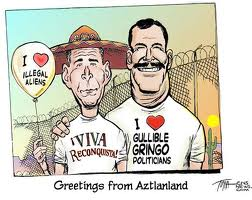 I ♥
ILLEGAL
ALIENS
¡VIVA
RECONQUISTA!
I ♥
GULLIBLE
GRINGO
POLITICIANS
Greetings from Aztlanland